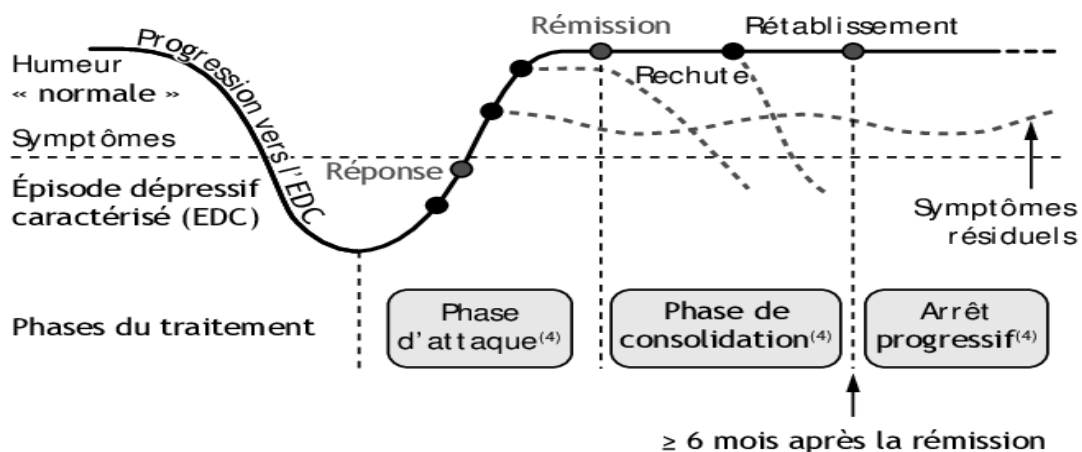 Rémission
Rétablissement
Progression vers l'EDC
Humeur
« normale »
Rechute
Symptômes
Réponse
Épisode dépressif
caractérisé (EDC)
Symptômes
résiduels
Phases du traitement
Phase
d'attaque(4)
Phase de
consolidation(4)
Arrêt
progressif(4)
≥ 6 mois après la rémission